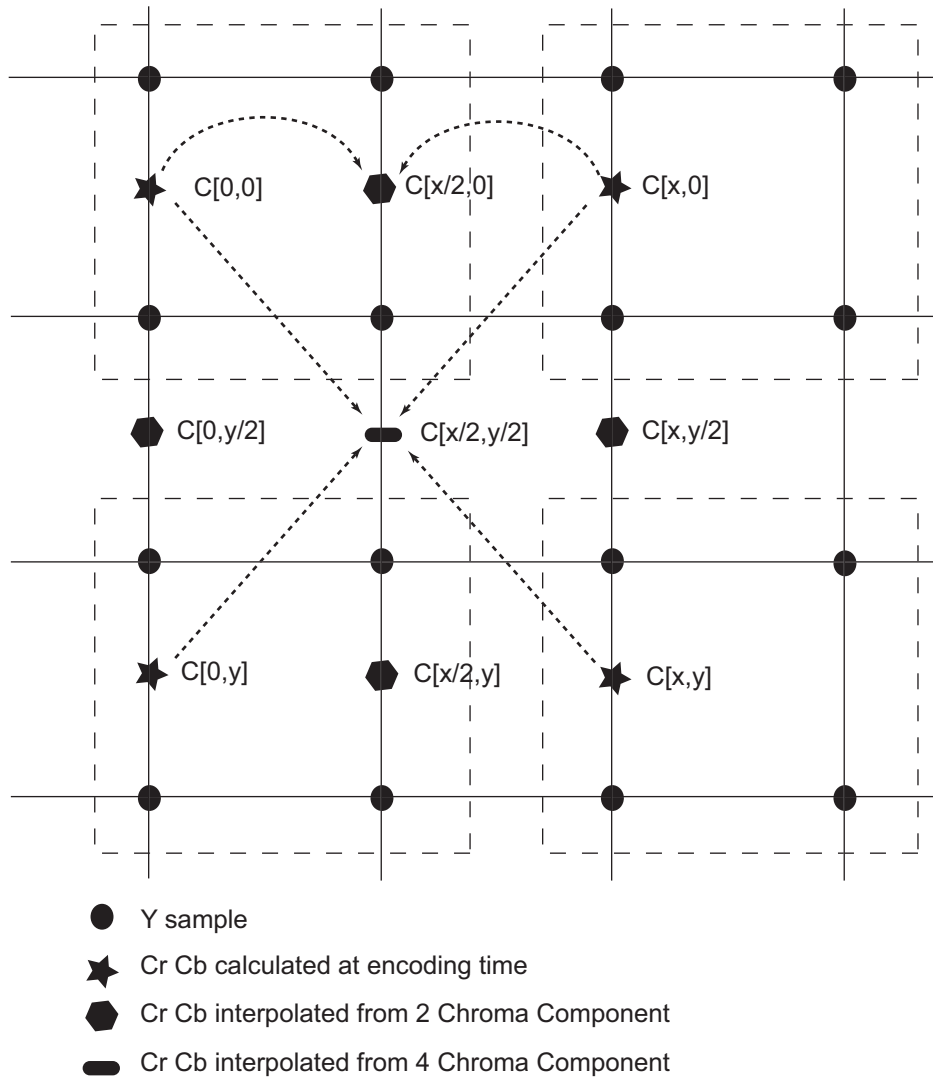 C[0,0]
C[x/2,0]
C[x,0]
C[0,y/2]
C[x/2,y/2]
C[x,y/2]
C[0,y]
C[x/2,y]
C[x,y]
Y sample
Cr Cb calculated at encoding time
Cr Cb interpolated from 2 Chroma Component
Cr Cb interpolated from 4 Chroma Component